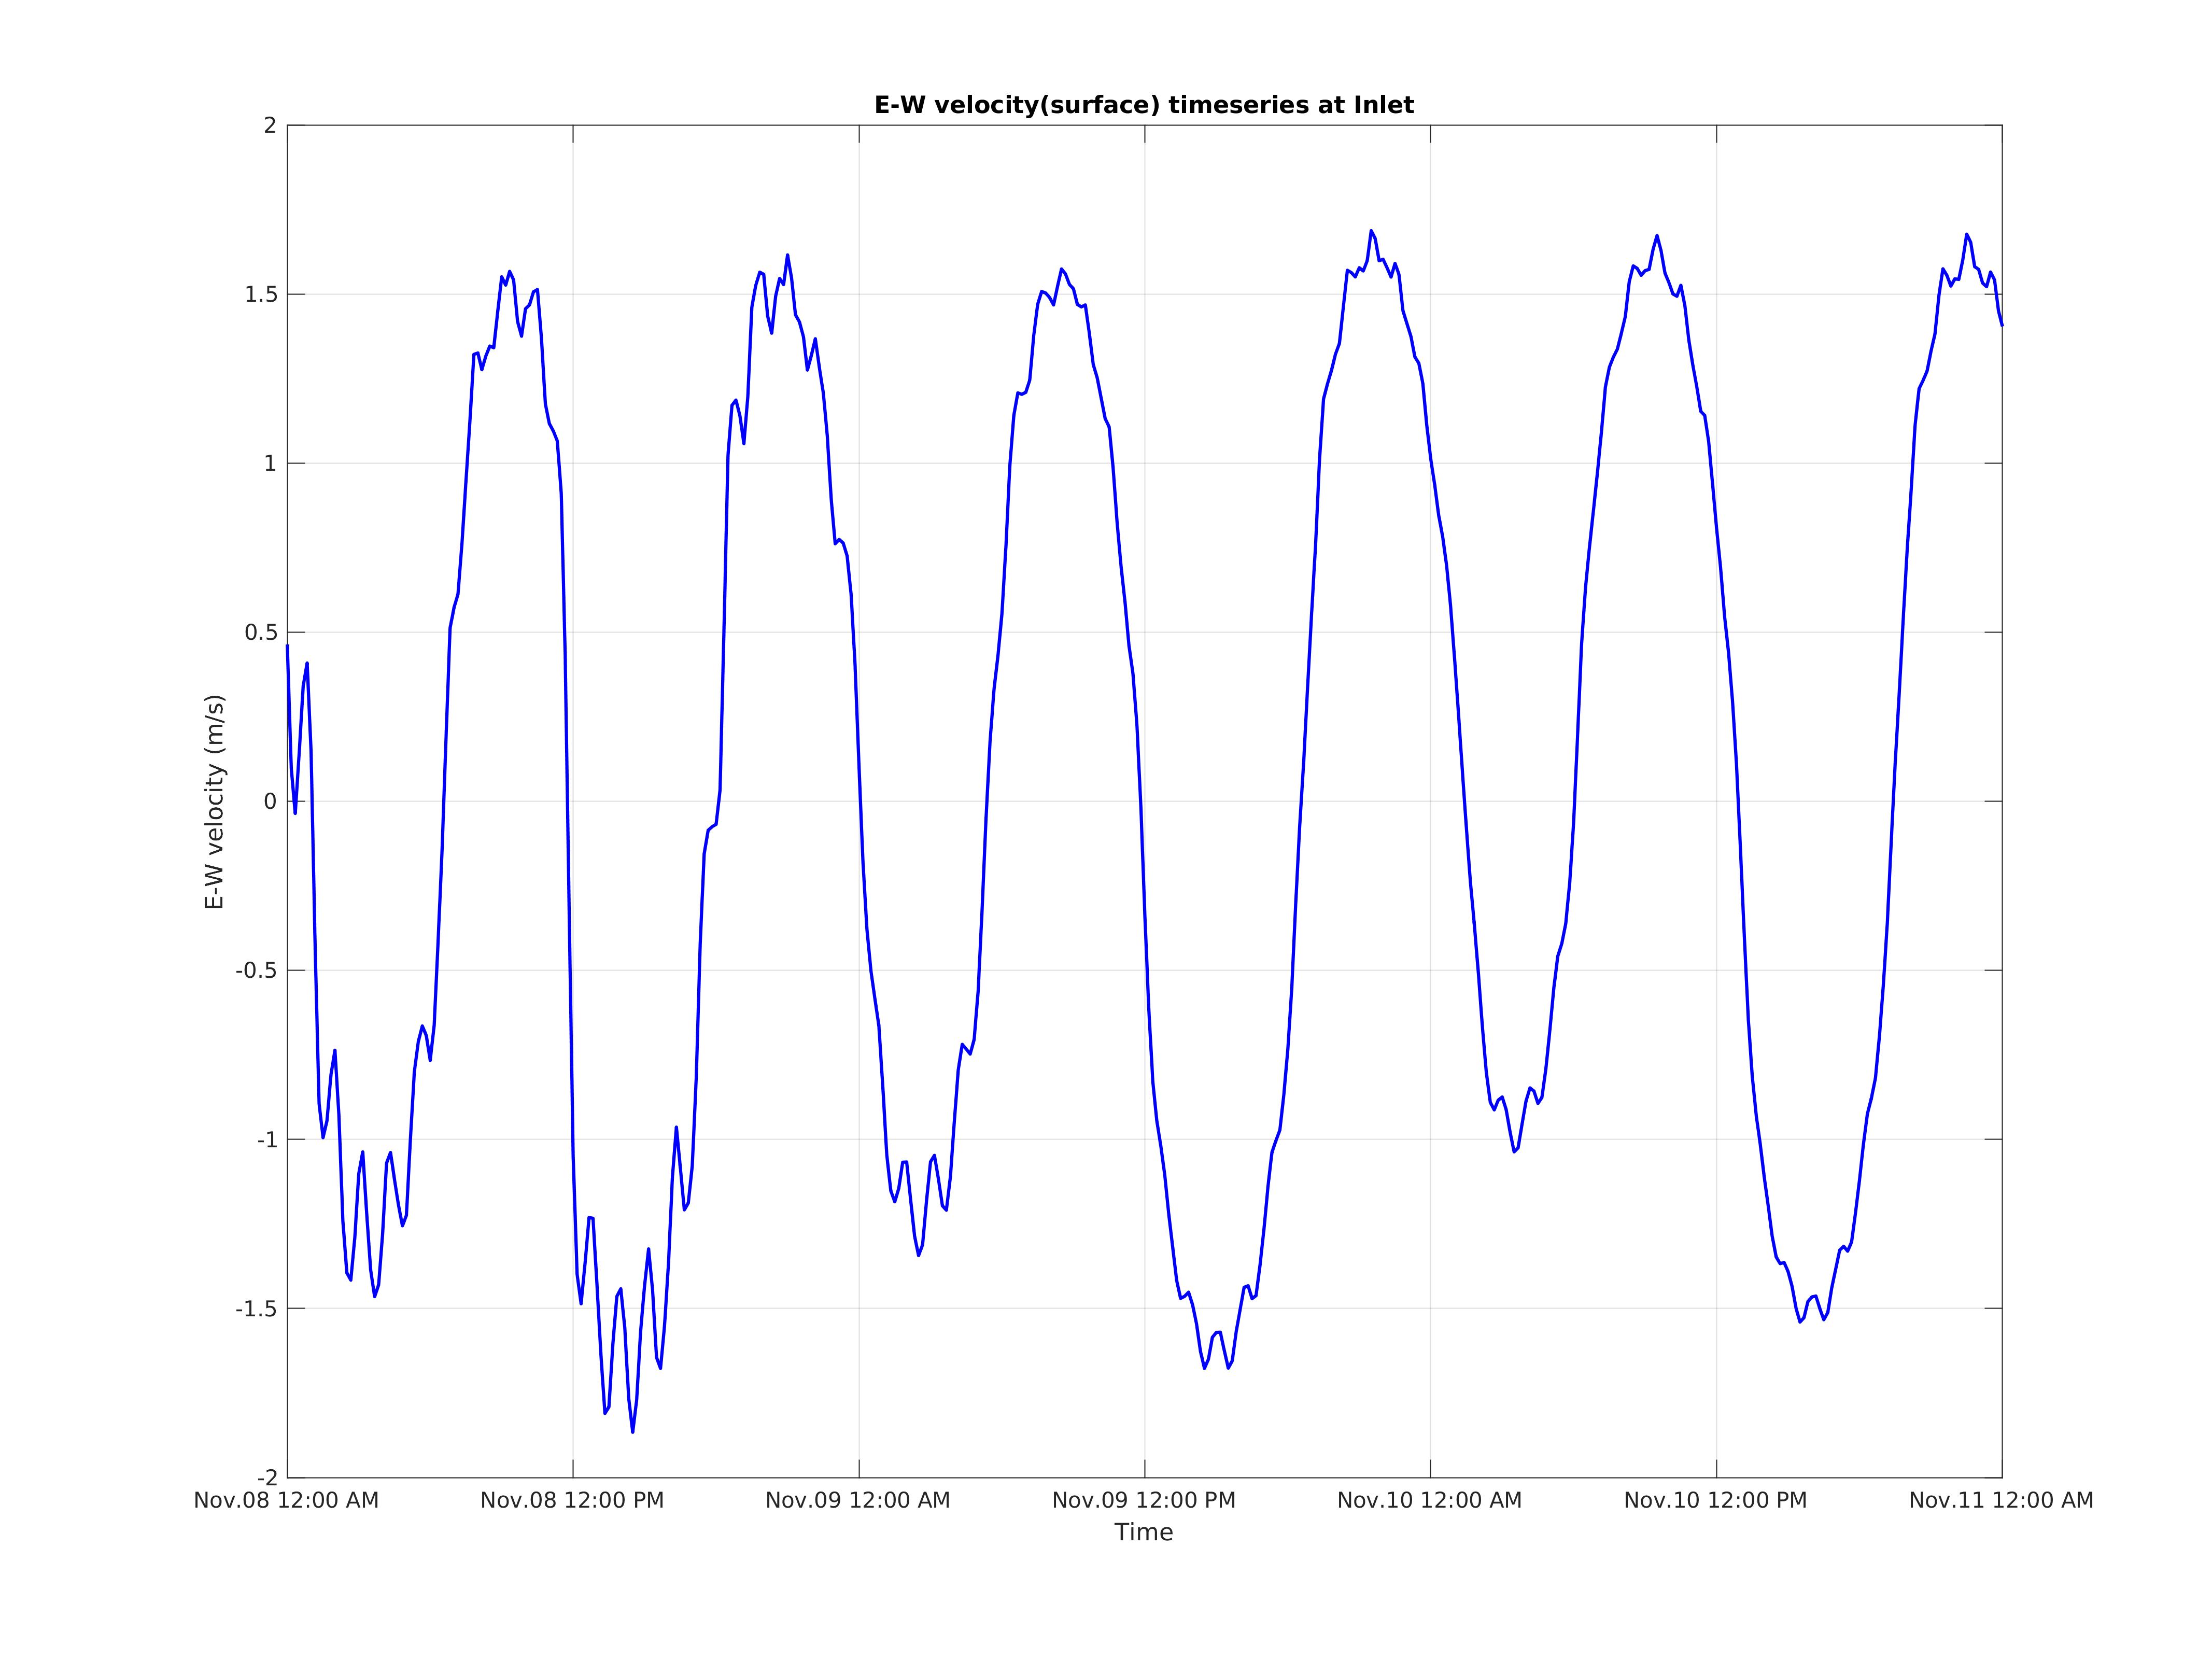 E-W velocity(surface) timeseries at Inlet
2
1.5
1
0.5
0
-0.5
-1
-1.5
-2
E-W velocity (m/s)
Nov.08 12:00 AM Nov.08 12:00 PM Nov.09 12:00 AM Nov.09 12:00 PM Nov.10 12:00 AM Nov.10 12:00 PM Nov.11 12:00 AM
Time